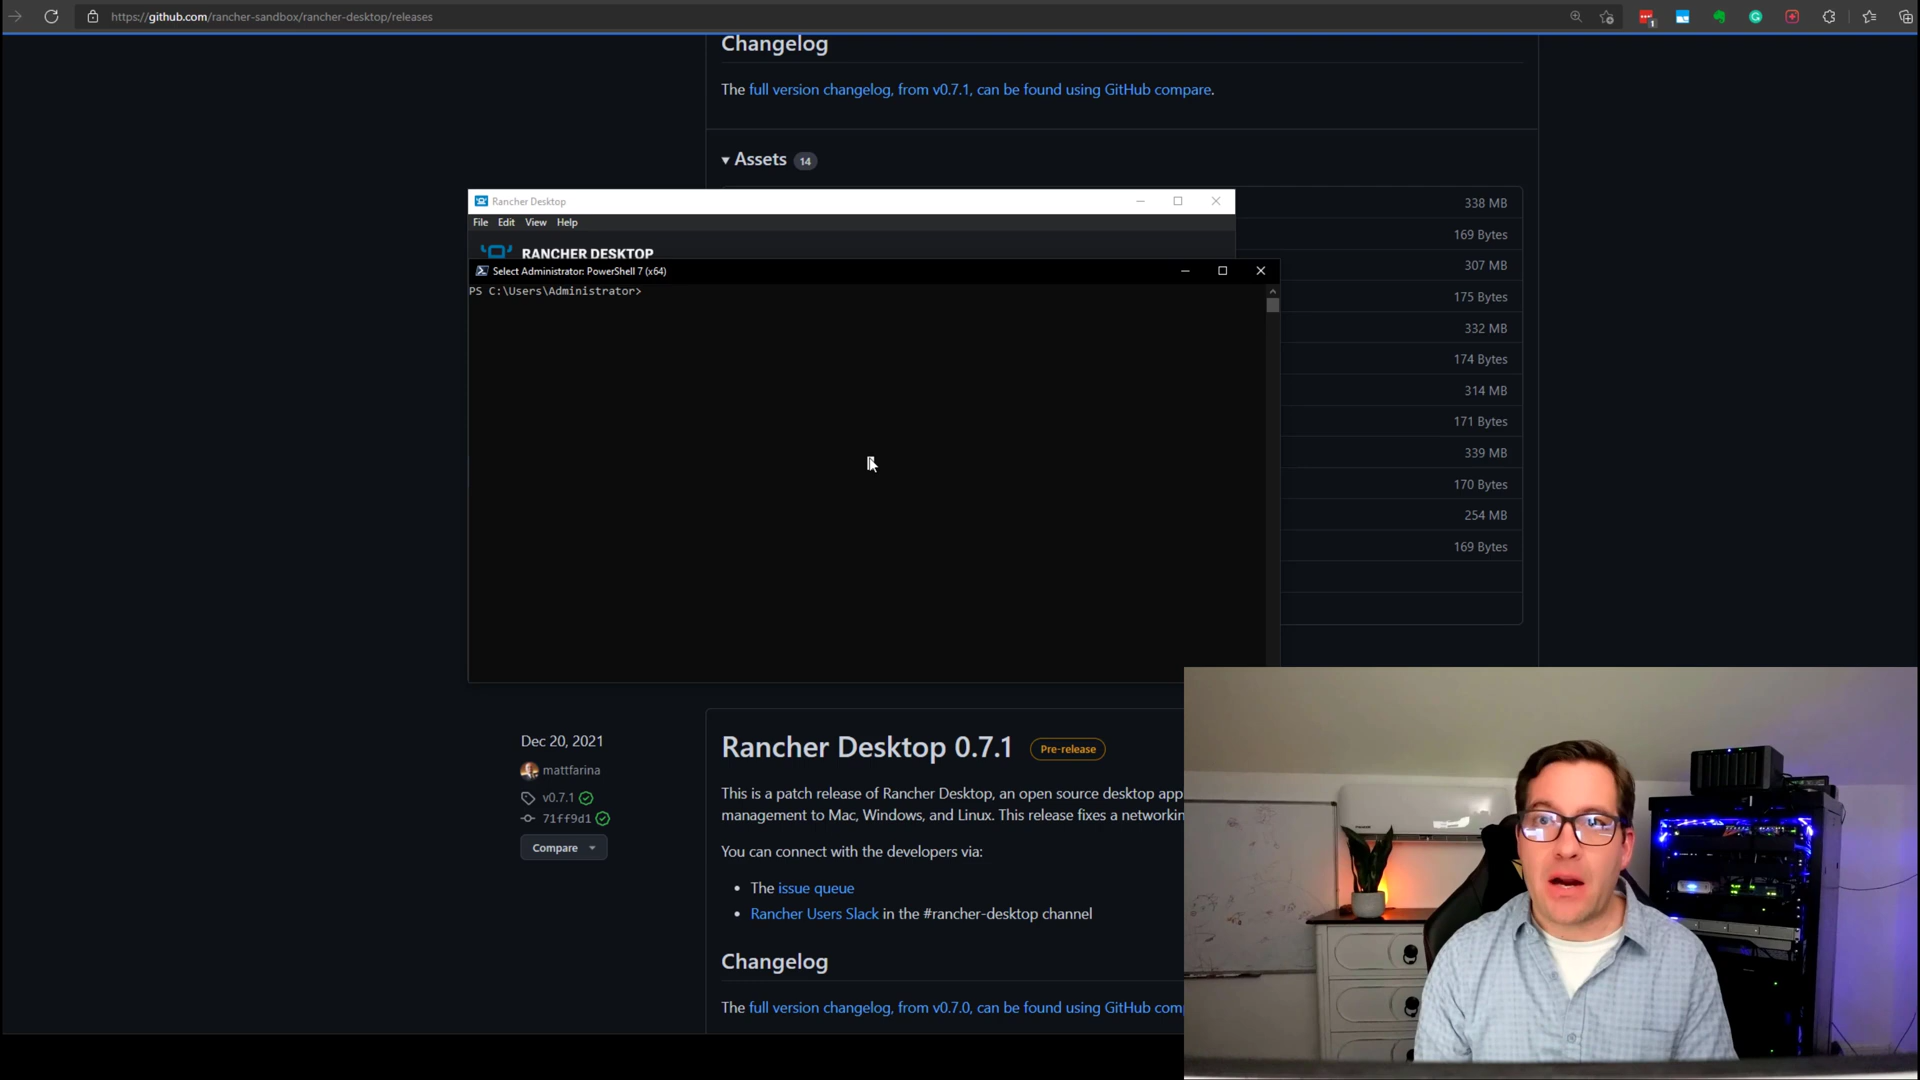 https://github.com/rancher-sandbox/rancher-desktop/releases
1
Changelog
The full version changelog, from v0.7.1, can be found using GitHub compare.
Assets 14
338 MB
169 Bytes
307 MB
175 Bytes
332 MB
174 Bytes
314 MB
171 Bytes
339 MB
170 Bytes
254 MB
169 Bytes
Rancher Desktop
File Edit View Help
RANCHER DESKTOP
Select Administrator: PowerShell 7 (x64)
PS C:\Users\Administrator>
Dec 20, 2021
mattfarina
v0.7.1
71ff9d1
Compare
Rancher Desktop 0.7.1 Pre-release
This is a patch release of Rancher Desktop, an open source desktop app
management to Mac, Windows, and Linux. This release fixes a networkin
You can connect with the developers via:
• The issue queue
• Rancher Users Slack in the #rancher-desktop channel
Changelog
The full version changelog, from v0.7.0, can be found using GitHub com